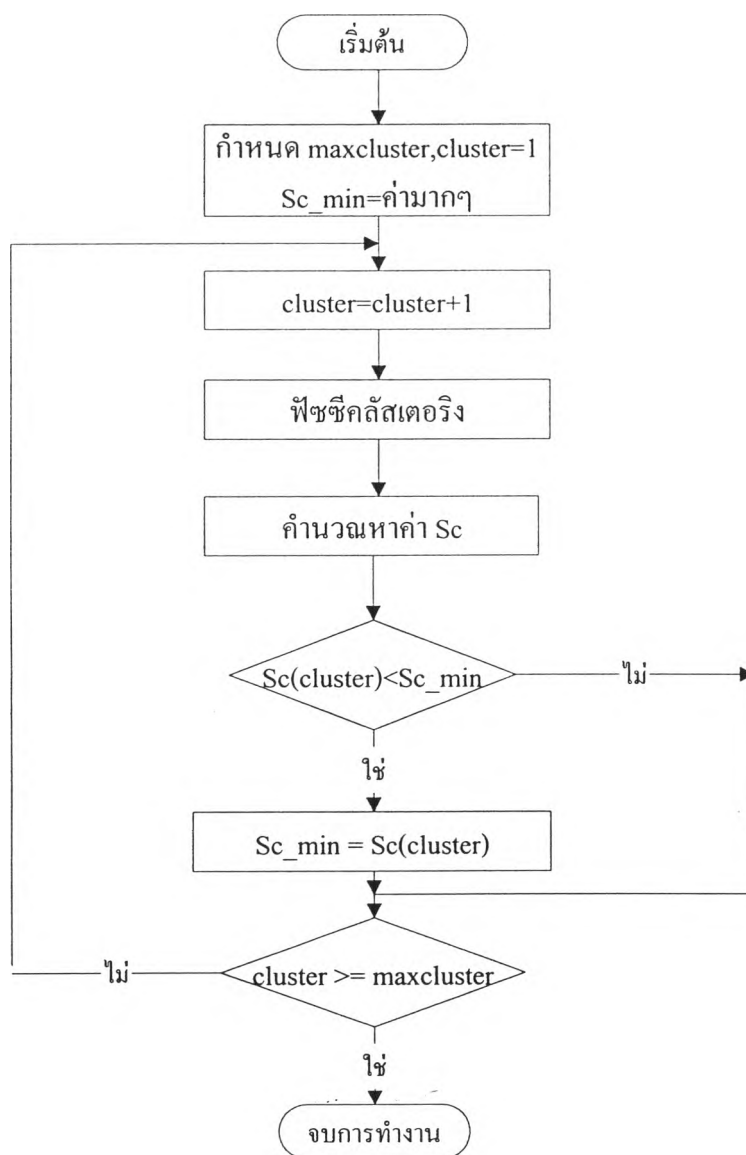 เริ่มต้น
กำหนด maxcluster,cluster=1
Sc_min=ค่ามากๆ
cluster=cluster+1
ฟัซซีคลัสเตอริง
คำนวณหาค่า Sc
Sc(cluster)<Sc_min
ไม่
ใช่
Sc_min = Sc(cluster)
ไม่
cluster >= maxcluster
ใช่
จบการทำงาน